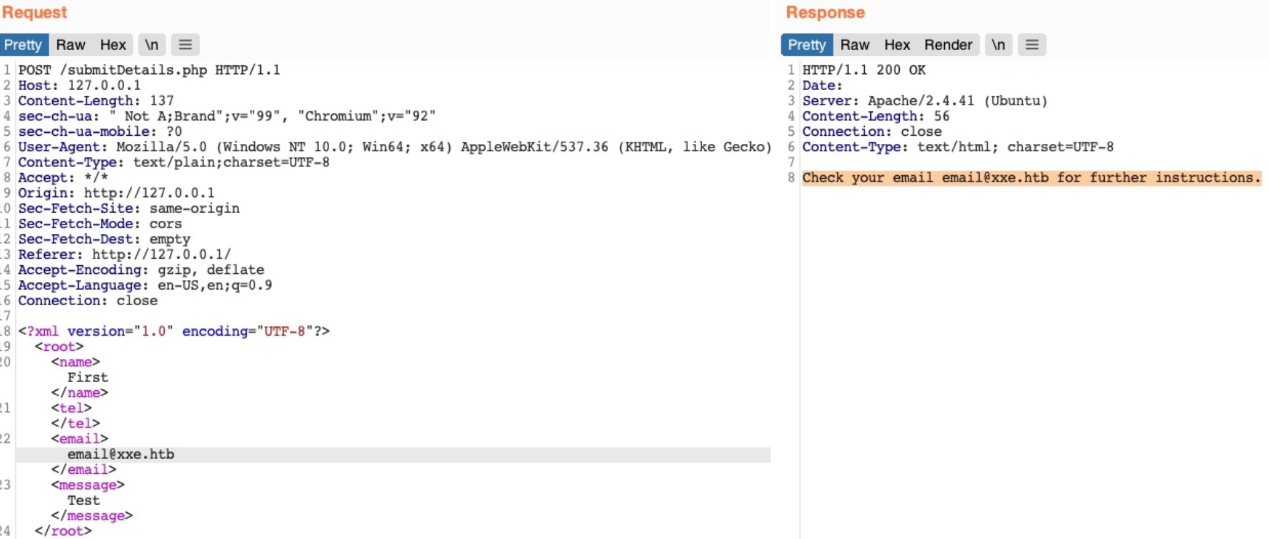 Request
Pretty Raw Hex \n
1 POST /submitDetails.php HTTP/1.1
2 Host: 127.0.0.1
3 Content-Length: 137
4 sec-ch-ua: " Not A;Brand";v="99", "Chromium";v="92"
5 sec-ch-ua-mobile: ?0
6 User-Agent: Mozilla/5.0 (Windows NT 10.0; Win64; x64) AppleWebKit/537.36 (KHTML, like Gecko)
7 Content-Type: text/plain;charset=UTF-8
8 Accept: */*
9 Origin: http://127.0.0.1
10 Sec-Fetch-Site: same-origin
11 Sec-Fetch-Mode: cors
12 Sec-Fetch-Dest: empty
13 Referer: http://127.0.0.1/
14 Accept-Encoding: gzip, deflate
15 Accept-Language: en-US,en;q=0.9
16 Connection: close
17
18 <?xml version="1.0" encoding="UTF-8"?>
19 <root>
20 <name>
First
</name>
21 <tel>
</tel>
22 <email>
email@xxe.htb
</email>
23 <message>
Test
</message>
24 </root>
Response
Pretty Raw Hex Render \n
1 HTTP/1.1 200 OK
2 Date:
3 Server: Apache/2.4.41 (Ubuntu)
4 Content-Length: 56
5 Connection: close
6 Content-Type: text/html; charset=UTF-8
7
8 Check your email email@xxe.htb for further instructions.